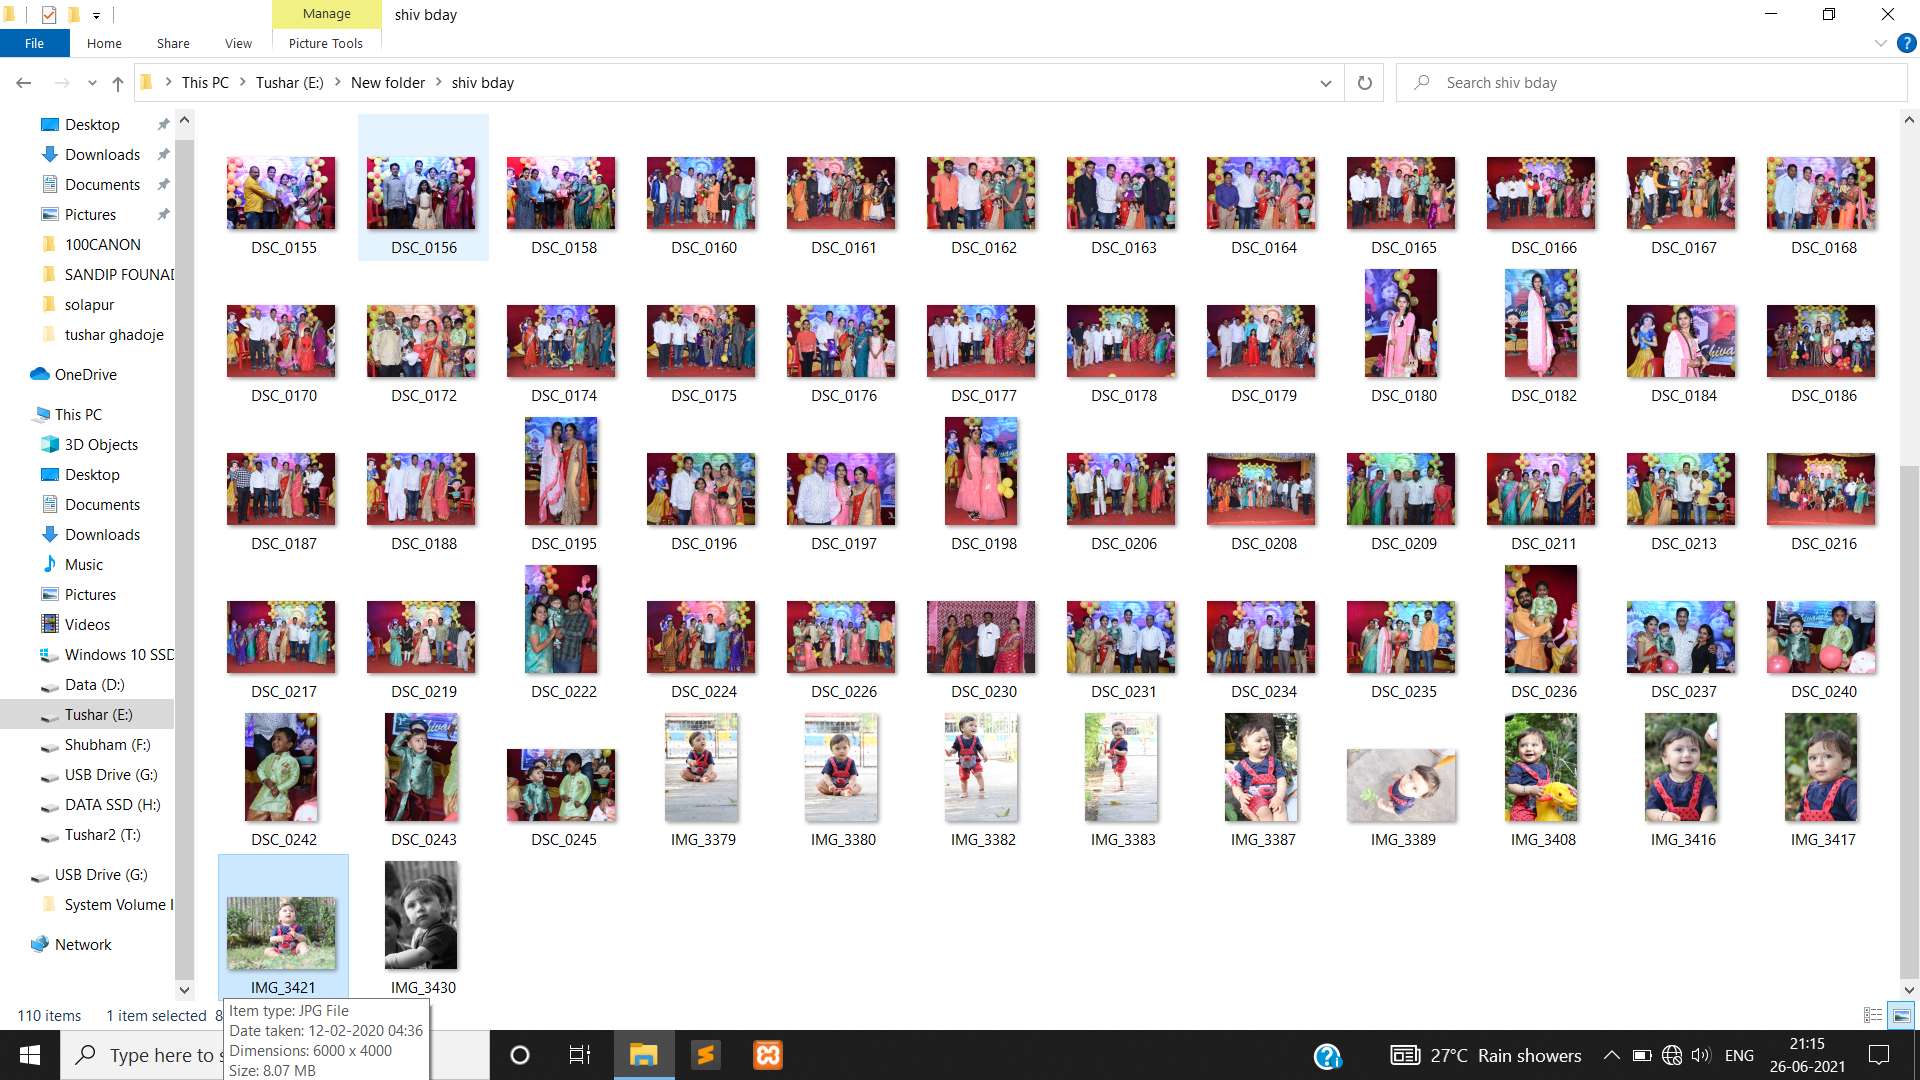 Manage
shiv bday
File
Home
Share
View
Picture Tools
?
This PC
Tushar (E:)
New folder
shiv bday
Search shiv bday
Desktop
Downloads
Documents
Pictures
100CANON
SANDIP FOUNAD
solapur
tushar ghadoje
OneDrive
This PC
3D Objects
Desktop
Documents
Downloads
Music
Pictures
Videos
Windows 10 SSD
Data (D:)
Tushar (E:)
Shubham (F:)
USB Drive (G:)
DATA SSD (H:)
Tushar2 (T:)
USB Drive (G:)
System Volume I
Network
DSC_0155 DSC_0156 DSC_0158 DSC_0160 DSC_0161 DSC_0162 DSC_0163 DSC_0164 DSC_0165 DSC_0166 DSC_0167 DSC_0168
DSC_0170 DSC_0172 DSC_0174 DSC_0175 DSC_0176 DSC_0177 DSC_0178 DSC_0179 DSC_0180 DSC_0182 DSC_0184 DSC_0186
DSC_0187 DSC_0188 DSC_0195 DSC_0196 DSC_0197 DSC_0198 DSC_0206 DSC_0208 DSC_0209 DSC_0211 DSC_0213 DSC_0216
DSC_0217 DSC_0219 DSC_0222 DSC_0224 DSC_0226 DSC_0230 DSC_0231 DSC_0234 DSC_0235 DSC_0236 DSC_0237 DSC_0240
DSC_0242 DSC_0243 DSC_0245 IMG_3379 IMG_3380 IMG_3382 IMG_3383 IMG_3387 IMG_3389 IMG_3408 IMG_3416 IMG_3417
IMG_3421 IMG_3430
Item type: JPG File
Date taken: 12-02-2020 04:36
Dimensions: 6000 x 4000
Size: 8.07 MB
110 items 1 item selected 8
Type here to s
27°C Rain showers
ENG
21:15
26-06-2021